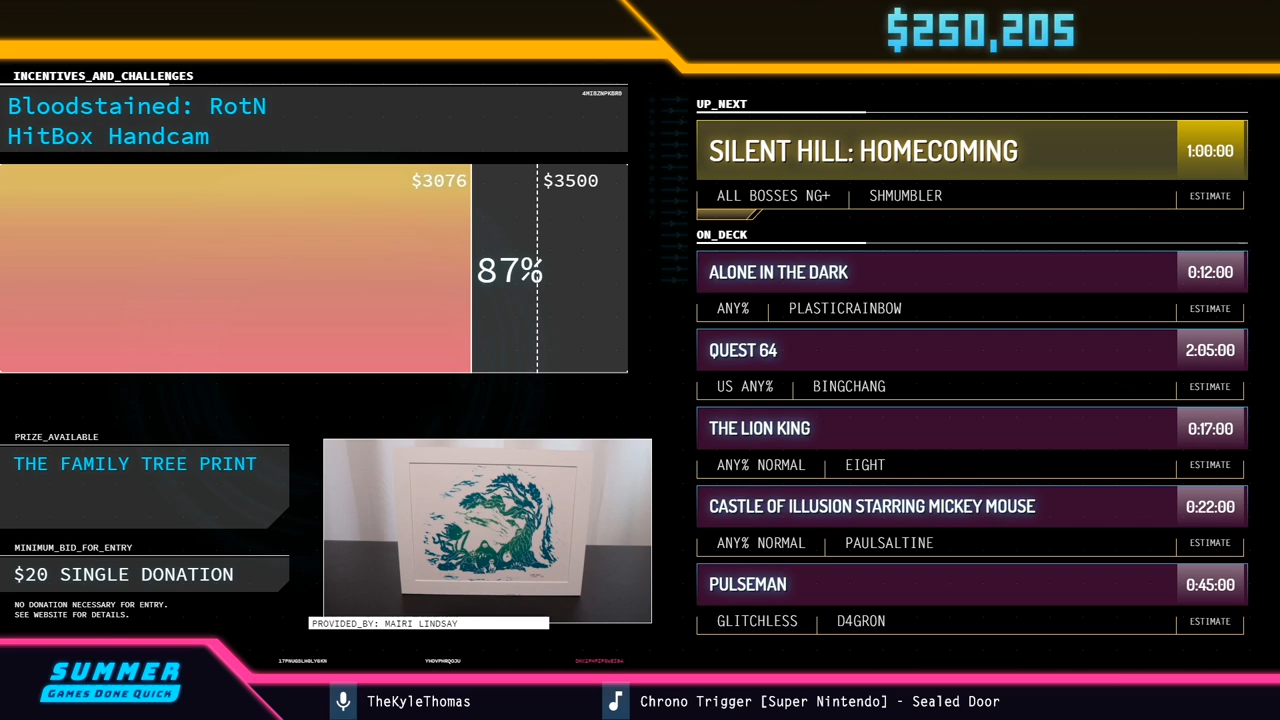 $250,205
INCENTIVES_AND_CHALLENGES
Bloodstained: RotN
HitBox Handcam
$3076
$3500
87%
PRIZE_AVAILABLE
THE FAMILY TREE PRINT
MINIMUM_BID_FOR_ENTRY
$20 SINGLE DONATION
NO DONATION NECESSARY FOR ENTRY.
SEE WEBSITE FOR DETAILS.
PROVIDED_BY: MAIRI LINDSAY
UP_NEXT
SILENT HILL: HOMECOMING 1:00:00
ALL BOSSES NG+ SHMUMBLER ESTIMATE
ON_DECK
ALONE IN THE DARK 0:12:00
ANY% PLASTICRAINBOW ESTIMATE
QUEST 64 2:05:00
US ANY% BINGCHANG ESTIMATE
THE LION KING 0:17:00
ANY% NORMAL EIGHT ESTIMATE
CASTLE OF ILLUSION STARRING MICKEY MOUSE 0:22:00
ANY% NORMAL PAULSALTINE ESTIMATE
PULSEMAN 0:45:00
GLITCHLESS D4GRON ESTIMATE
SUMMER
GAMES DONE QUICK
TheKyleThomas
Chrono Trigger [Super Nintendo] - Sealed Door